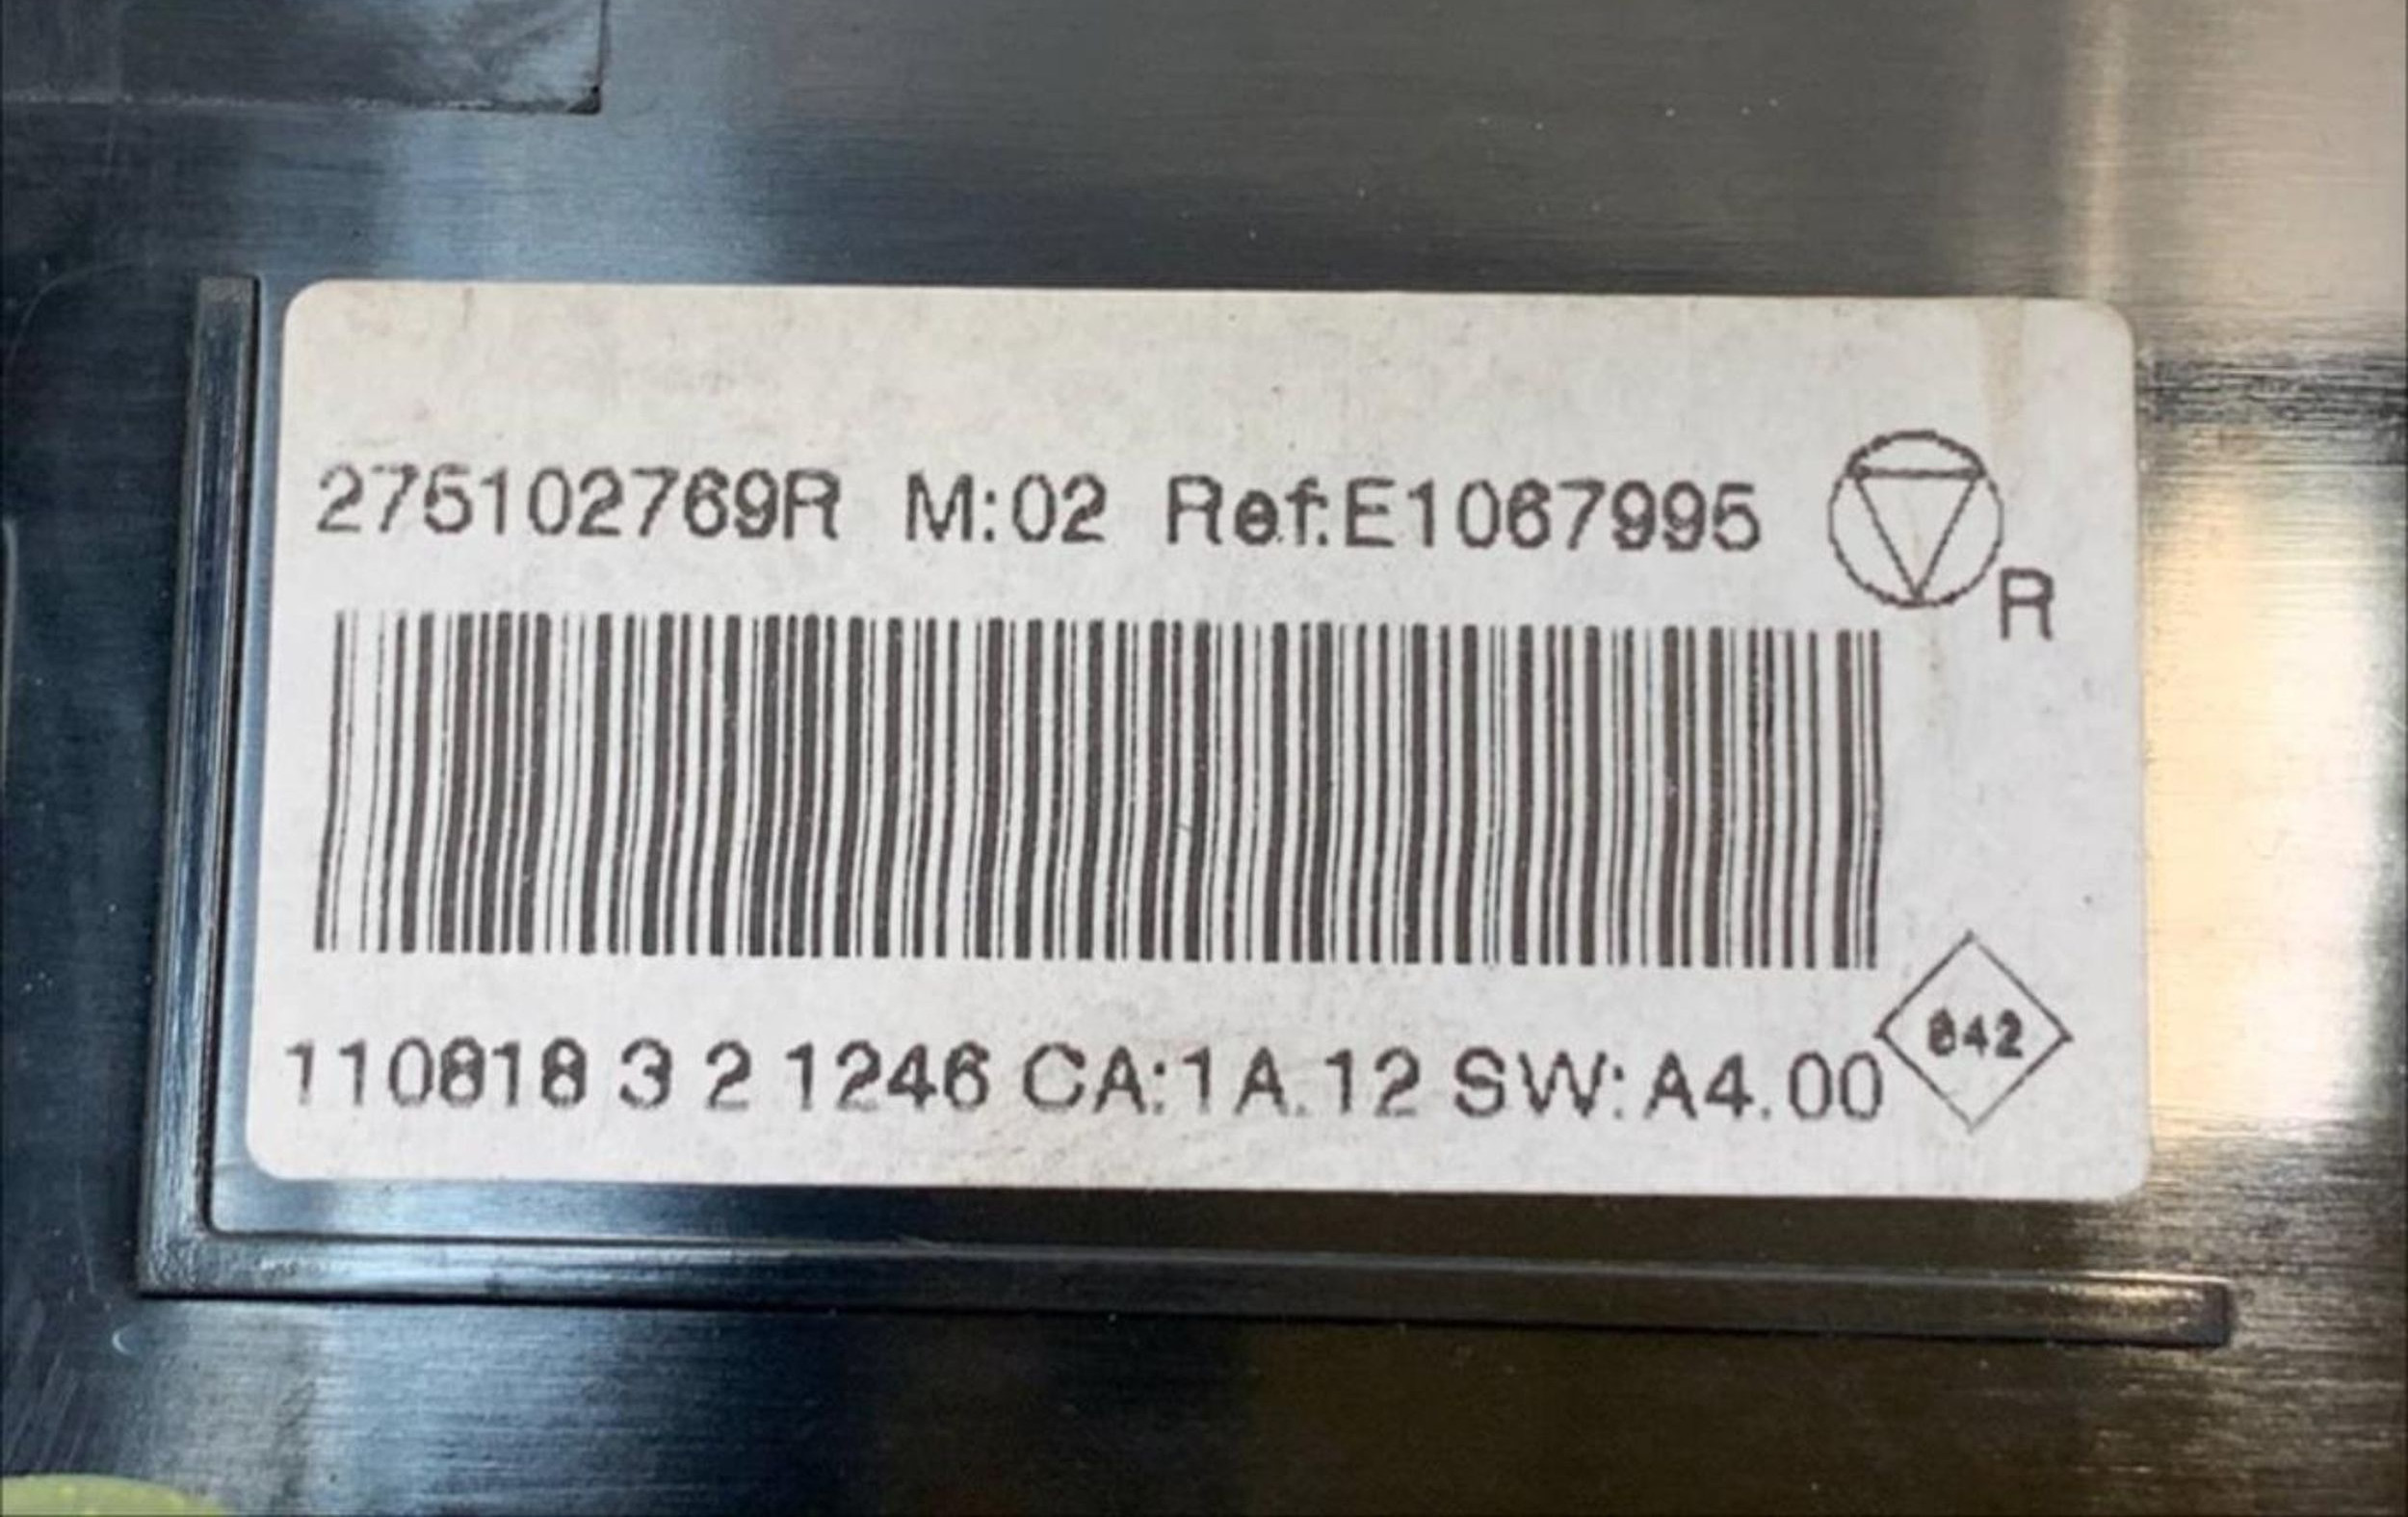 275102769R M:02 Ref:E1067995
R
842
110818 3 2 1246 CA:1A.12 SW:A4.00